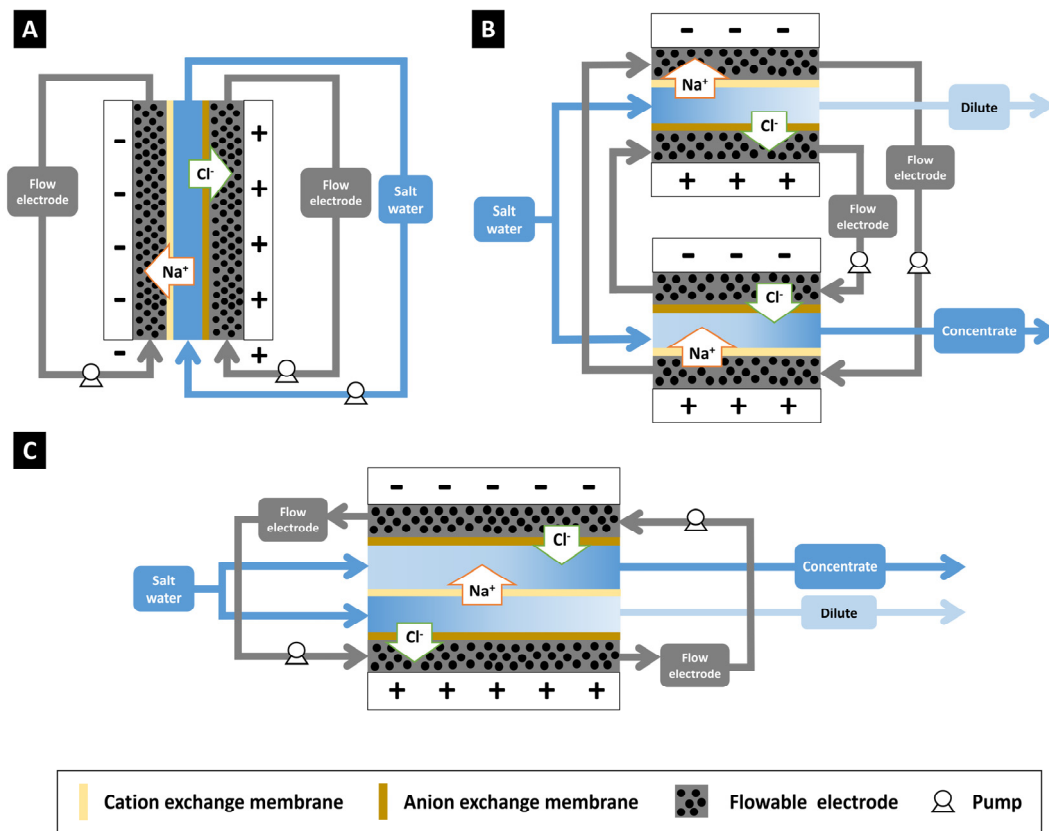 A
- - - - - -
Flow
electrode
Na⁺
Cl⁻
+ + + + + +
Flow
electrode
Salt
water
B
- - -
Na⁺
Cl⁻
+ + +
Dilute
Flow
electrode
Flow
electrode
Salt
water
- - -
Cl⁻
Na⁺
+ + +
Concentrate
C
- - - - -
Flow
electrode
Cl⁻
Salt
water
Na⁺
Concentrate
Dilute
Cl⁻
Flow
electrode
+ + + + +
Cation exchange membrane
Anion exchange membrane
Flowable electrode
Pump